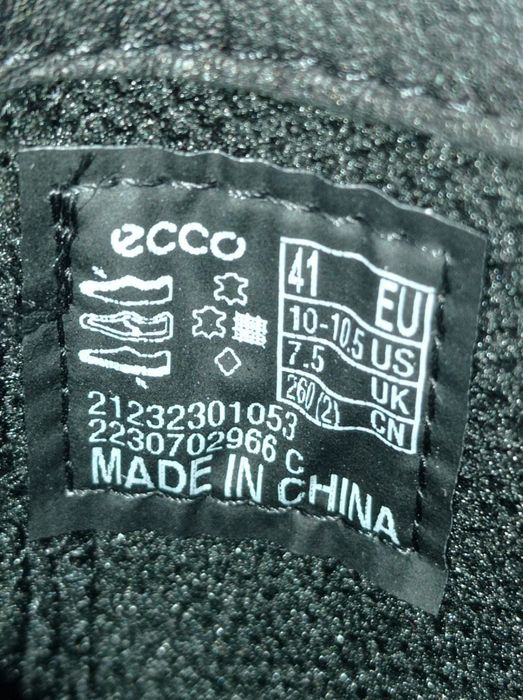 ecco
41 EU
10-10.5 US
7.5 UK
260(2) CN
21232301053
2230702966 C
MADE IN CHINA